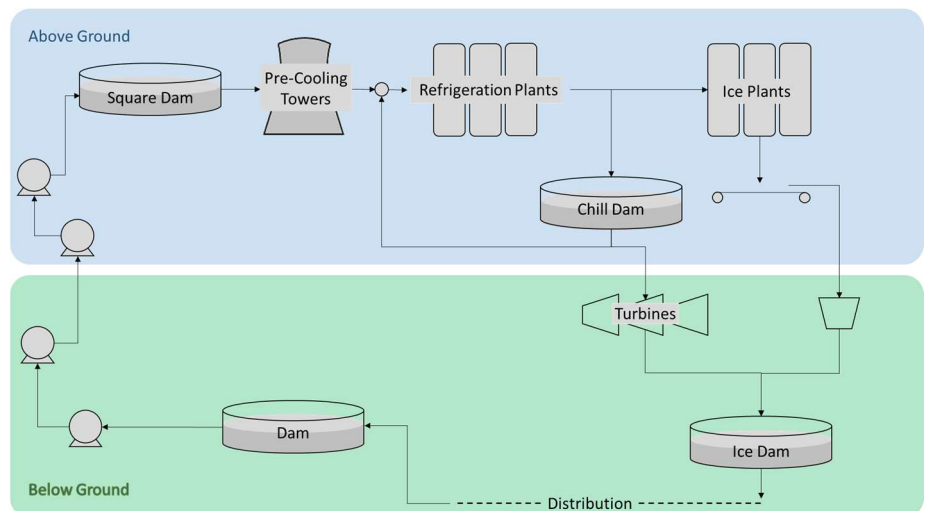 Above Ground
Square Dam
Pre-Cooling
Towers
Refrigeration Plants
Ice Plants
Chill Dam
Turbines
Dam
Ice Dam
Below Ground
Distribution